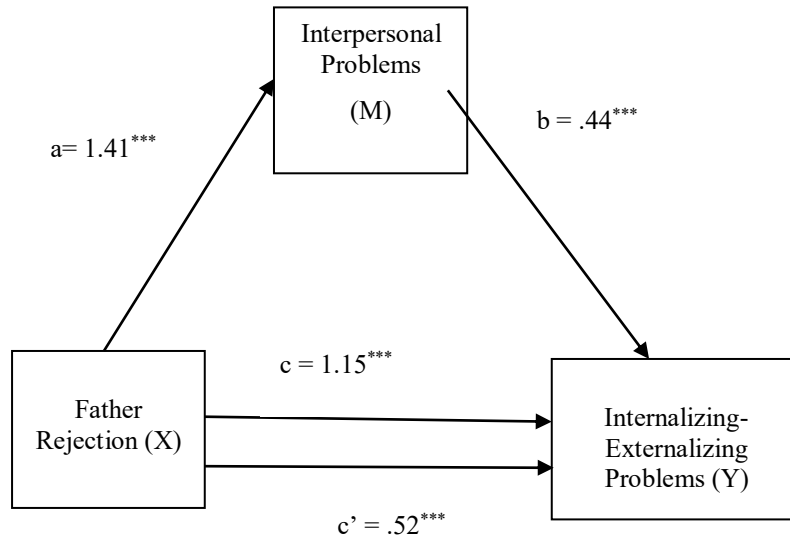 Interpersonal
Problems
(M)
a= 1.41***
b = .44***
c = 1.15***
Father
Rejection (X)
Internalizing-
Externalizing
Problems (Y)
c’ = .52***